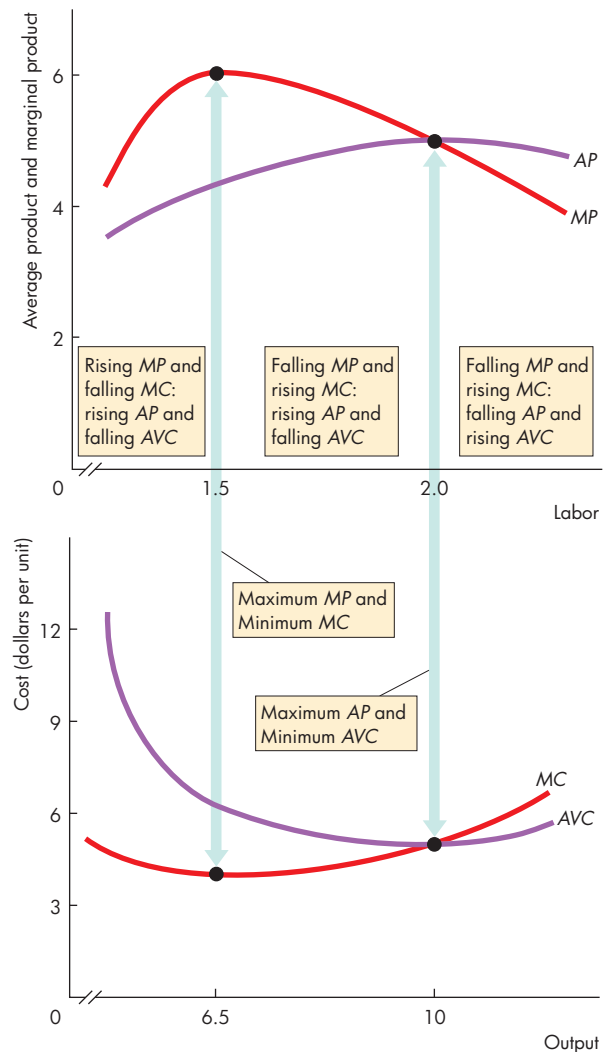 Average product and marginal product
6
4
2
AP
MP
Rising MP and
falling MC:
rising AP and
falling AVC
Falling MP and
rising MC:
rising AP and
falling AVC
Falling MP and
rising MC:
falling AP and
rising AVC
0
1.5
2.0
Labor
Cost (dollars per unit)
12
9
6
3
Maximum MP and
Minimum MC
Maximum AP and
Minimum AVC
MC
AVC
0
6.5
10
Output